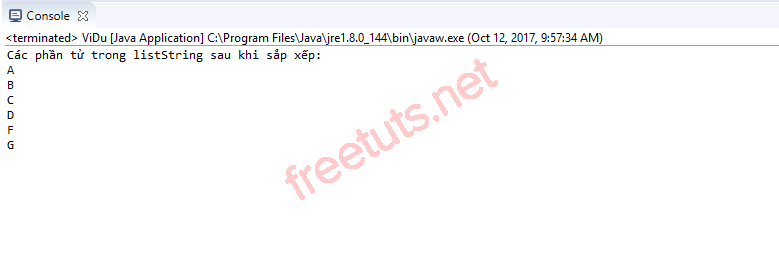 Console
<terminated> ViDu [Java Application] C:\Program Files\Java\jre1.8.0_144\bin\javaw.exe (Oct 12, 2017, 9:57:34 AM)
Các phần tử trong listString sau khi sắp xếp:
A
B
C
D
F
G
freetuts.net